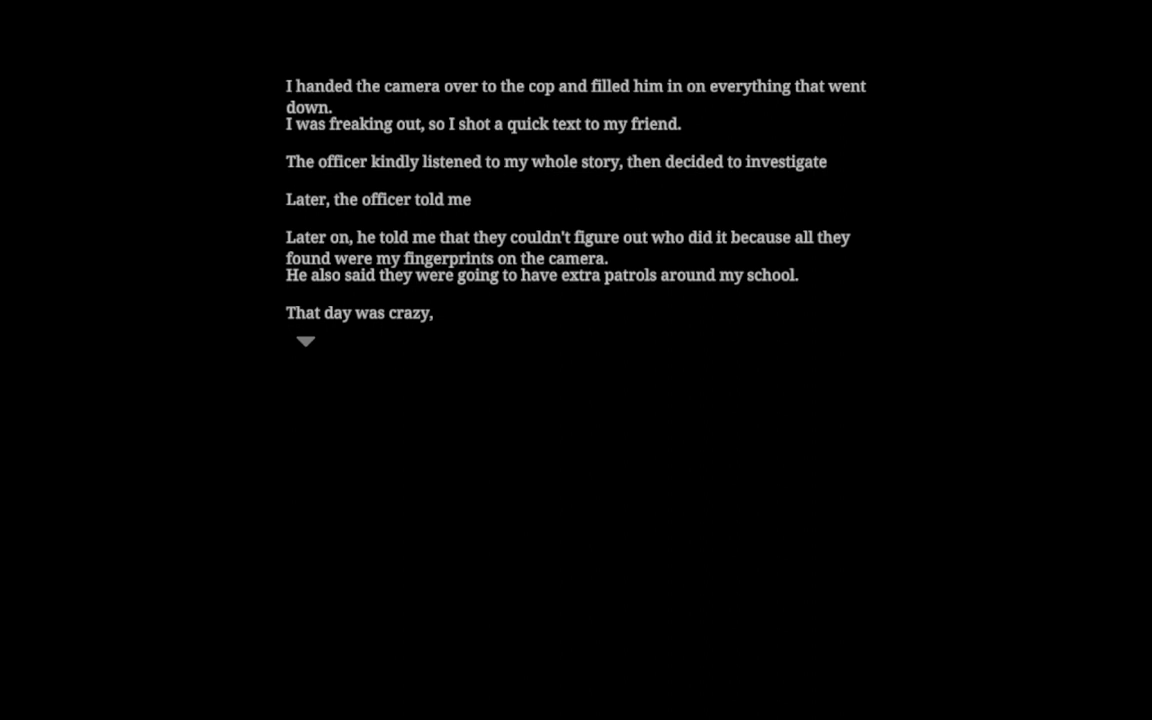 I handed the camera over to the cop and filled him in on everything that went
down.
I was freaking out, so I shot a quick text to my friend.
The officer kindly listened to my whole story, then decided to investigate
Later, the officer told me
Later on, he told me that they couldn't figure out who did it because all they
found were my fingerprints on the camera.
He also said they were going to have extra patrols around my school.
That day was crazy,